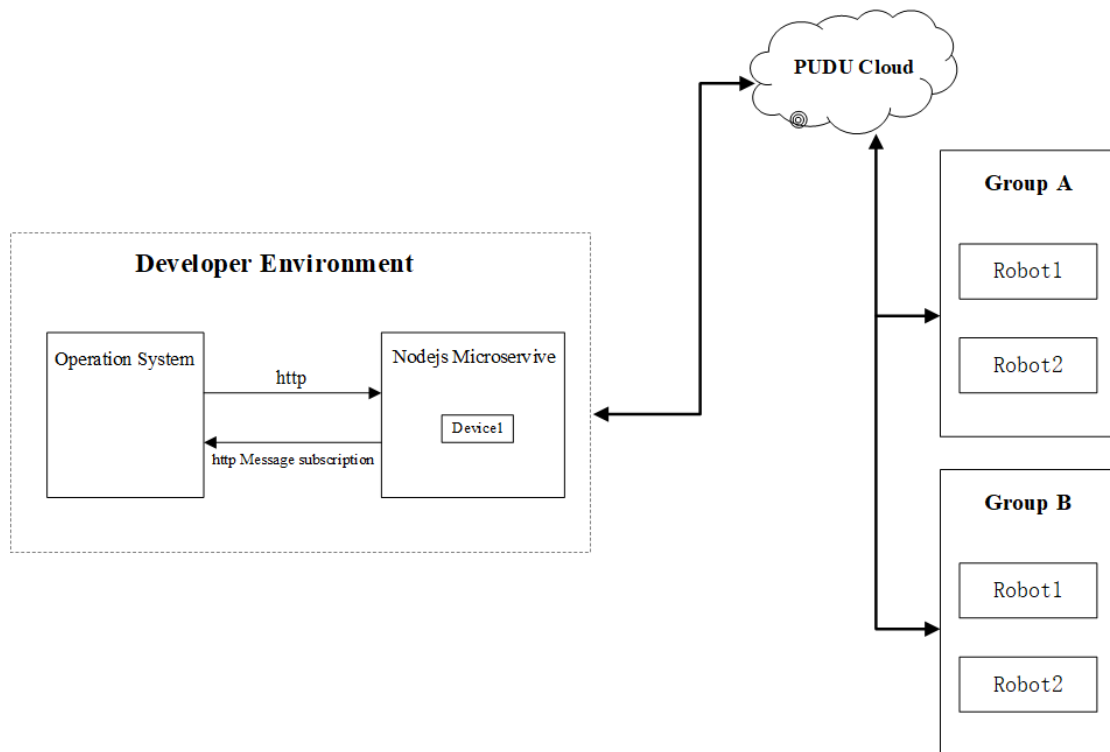 PUDU Cloud
Group A
Robot1
Robot2
Developer Environment
Operation System
http
http Message subscription
Nodejs Microservive
Device1
Group B
Robot1
Robot2